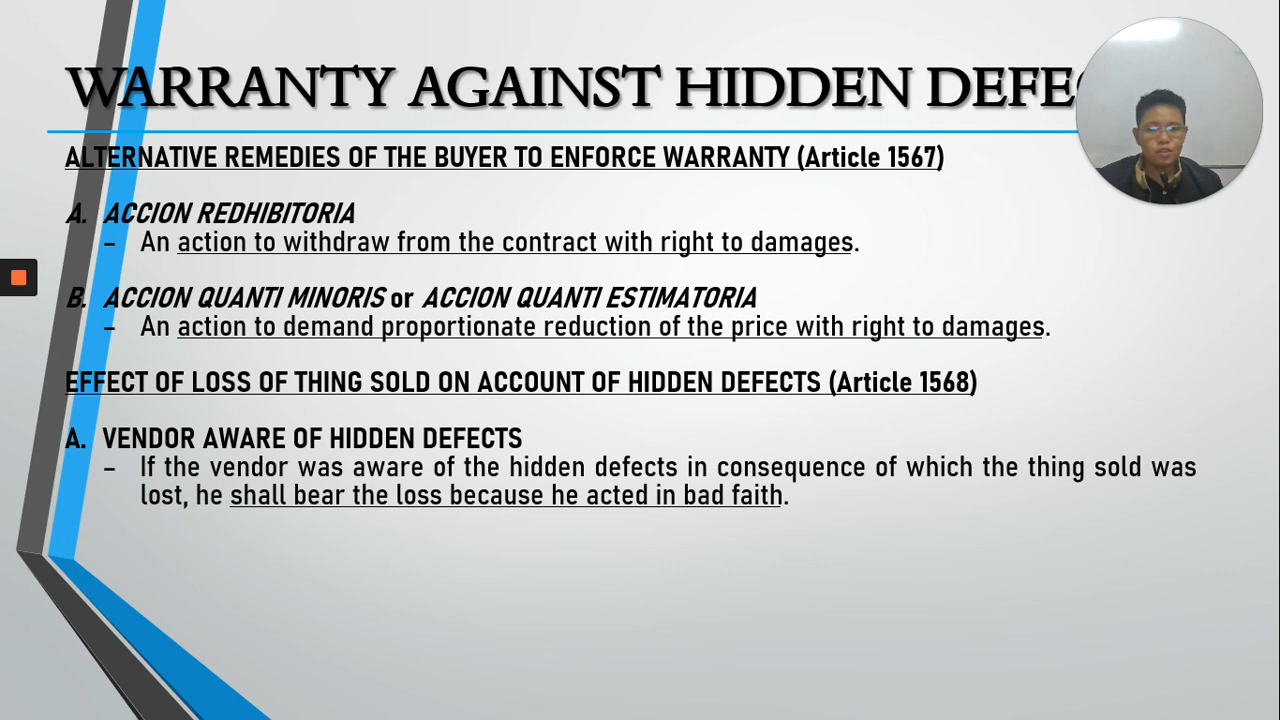 WARRANTY AGAINST HIDDEN
ALTERNATIVE REMEDIES OF THE BUYER TO ENFORCE WARRANTY (Article 1567)
A. ACCION REDHIBITORIA
– An action to withdraw from the contract with right to damages.
B. ACCION QUANTI MINORIS or ACCION QUANTI ESTIMATORIA
– An action to demand proportionate reduction of the price with right to damages.
EFFECT OF LOSS OF THING SOLD ON ACCOUNT OF HIDDEN DEFECTS (Article 1568)
A. VENDOR AWARE OF HIDDEN DEFECTS
– If the vendor was aware of the hidden defects in consequence of which the thing sold was
lost, he shall bear the loss because he acted in bad faith.